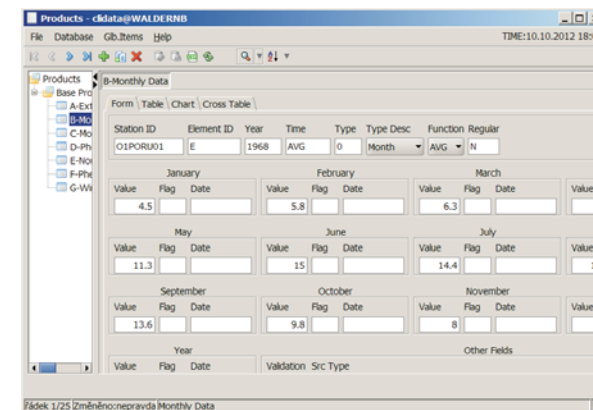 Products - clidata@WALDERNB
File Database Glb.Items Help TIME:10.10.2012 18:
Products
Base Pro
A-Ext
B-Mo
C-Mo
D-Ph
E-Nor
F-Phe
G-Wi
B-Monthly Data
Form Table Chart Cross Table
Station ID Element ID Year Time Type Type Desc Function Regular
O1PORU01 E 1968 AVG 0 Month AVG N
January February March
Value Flag Date Value Flag Date Value Flag Date Value
4.5 5.8 6.3
May June July
Value Flag Date Value Flag Date Value Flag Date Value
11.3 15 14.4
September October November
Value Flag Date Value Flag Date Value Flag Date Value
13.6 9.8 8
Year Other Fields
Value Flag Date Validation Src Type
Řádek 1/25 Změněno:nepravda Monthly Data